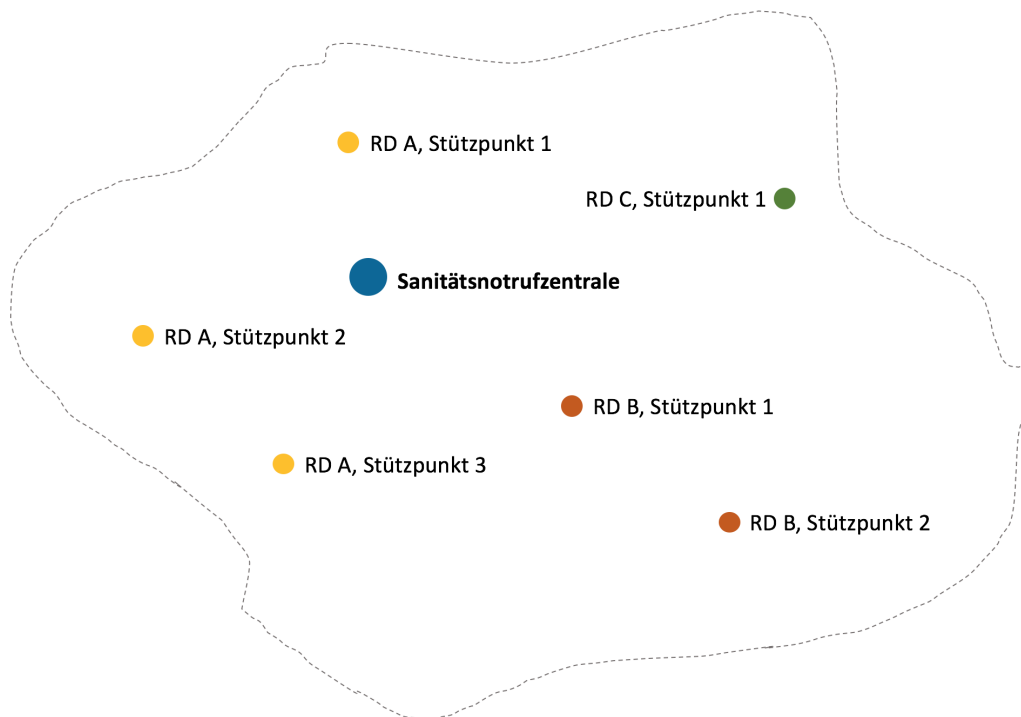 RD A, Stützpunkt 1
RD C, Stützpunkt 1
Sanitätsnotrufzentrale
RD A, Stützpunkt 2
RD B, Stützpunkt 1
RD A, Stützpunkt 3
RD B, Stützpunkt 2